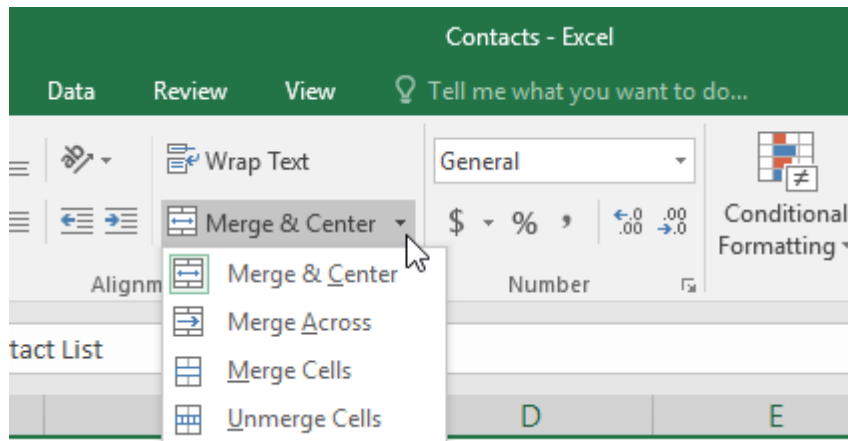 Contacts - Excel
Data Review View Tell me what you want to do...
Wrap Text General
Merge & Center $ % , .0 .00 .00 .0 Conditional
Formatting
Alignm Number
Merge & Center
Merge Across
Merge Cells
Unmerge Cells
tact List
D E